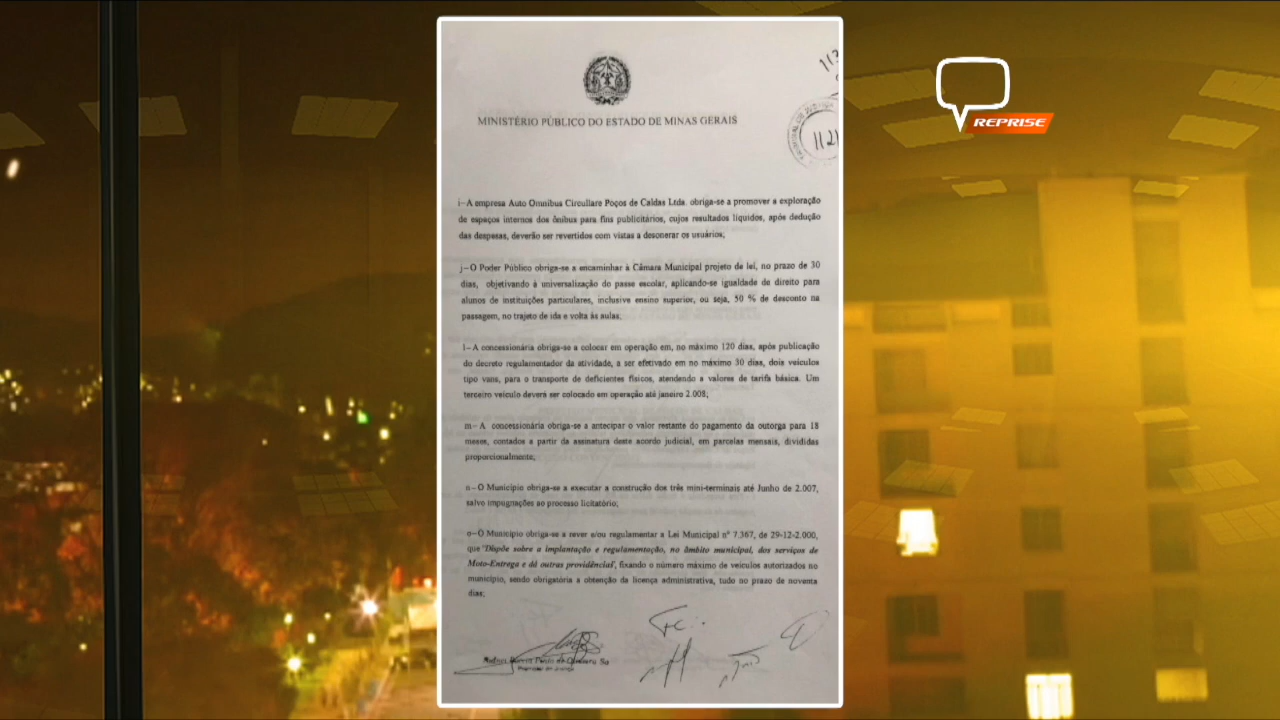 REPRISE
MINISTÉRIO PÚBLICO DO ESTADO DE MINAS GERAIS
113
1121
i–A empresa Auto Omnibus Circullare Poços de Caldas Ltda. obriga-se a promover a exploração
de espaços internos dos ônibus para fins publicitários, cujos resultados líquidos, após dedução
das despesas, deverão ser revertidos com vistas a desonerar os usuários;
j–O Poder Público obriga-se a encaminhar à Câmara Municipal projeto de lei, no prazo de 30
dias, objetivando à universalização do passe escolar, aplicando-se igualdade de direito para
alunos de instituições particulares, inclusive ensino superior, ou seja, 50 % de desconto na
passagem, no trajeto de ida e volta às aulas;
l–A concessionária obriga-se a colocar em operação em, no máximo 120 dias, após publicação
do decreto regulamentador da atividade, a ser efetivado em no máximo 30 dias, dois veículos
tipo vans, para o transporte de deficientes físicos, atendendo a valores de tarifa básica. Um
terceiro veículo deverá ser colocado em operação até janeiro 2.008;
m–A concessionária obriga-se a antecipar o valor restante do pagamento da outorga para 18
meses, contados a partir da assinatura deste acordo judicial, em parcelas mensais, divididas
proporcionalmente;
n–O Município obriga-se a executar a construção dos três mini-terminais até Junho de 2.007,
salvo impugnações ao processo licitatório;
o–O Município obriga-se a rever e/ou regulamentar a Lei Municipal nº 7.367, de 29-12-2.000,
que "Dispõe sobre a implantação e regulamentação, no âmbito municipal, dos serviços de
Moto-Entrega e dá outras providências", fixando o número máximo de veículos autorizados no
município, sendo obrigatória a obtenção da licença administrativa, tudo no prazo de noventa
dias;
Promotor de Justiça